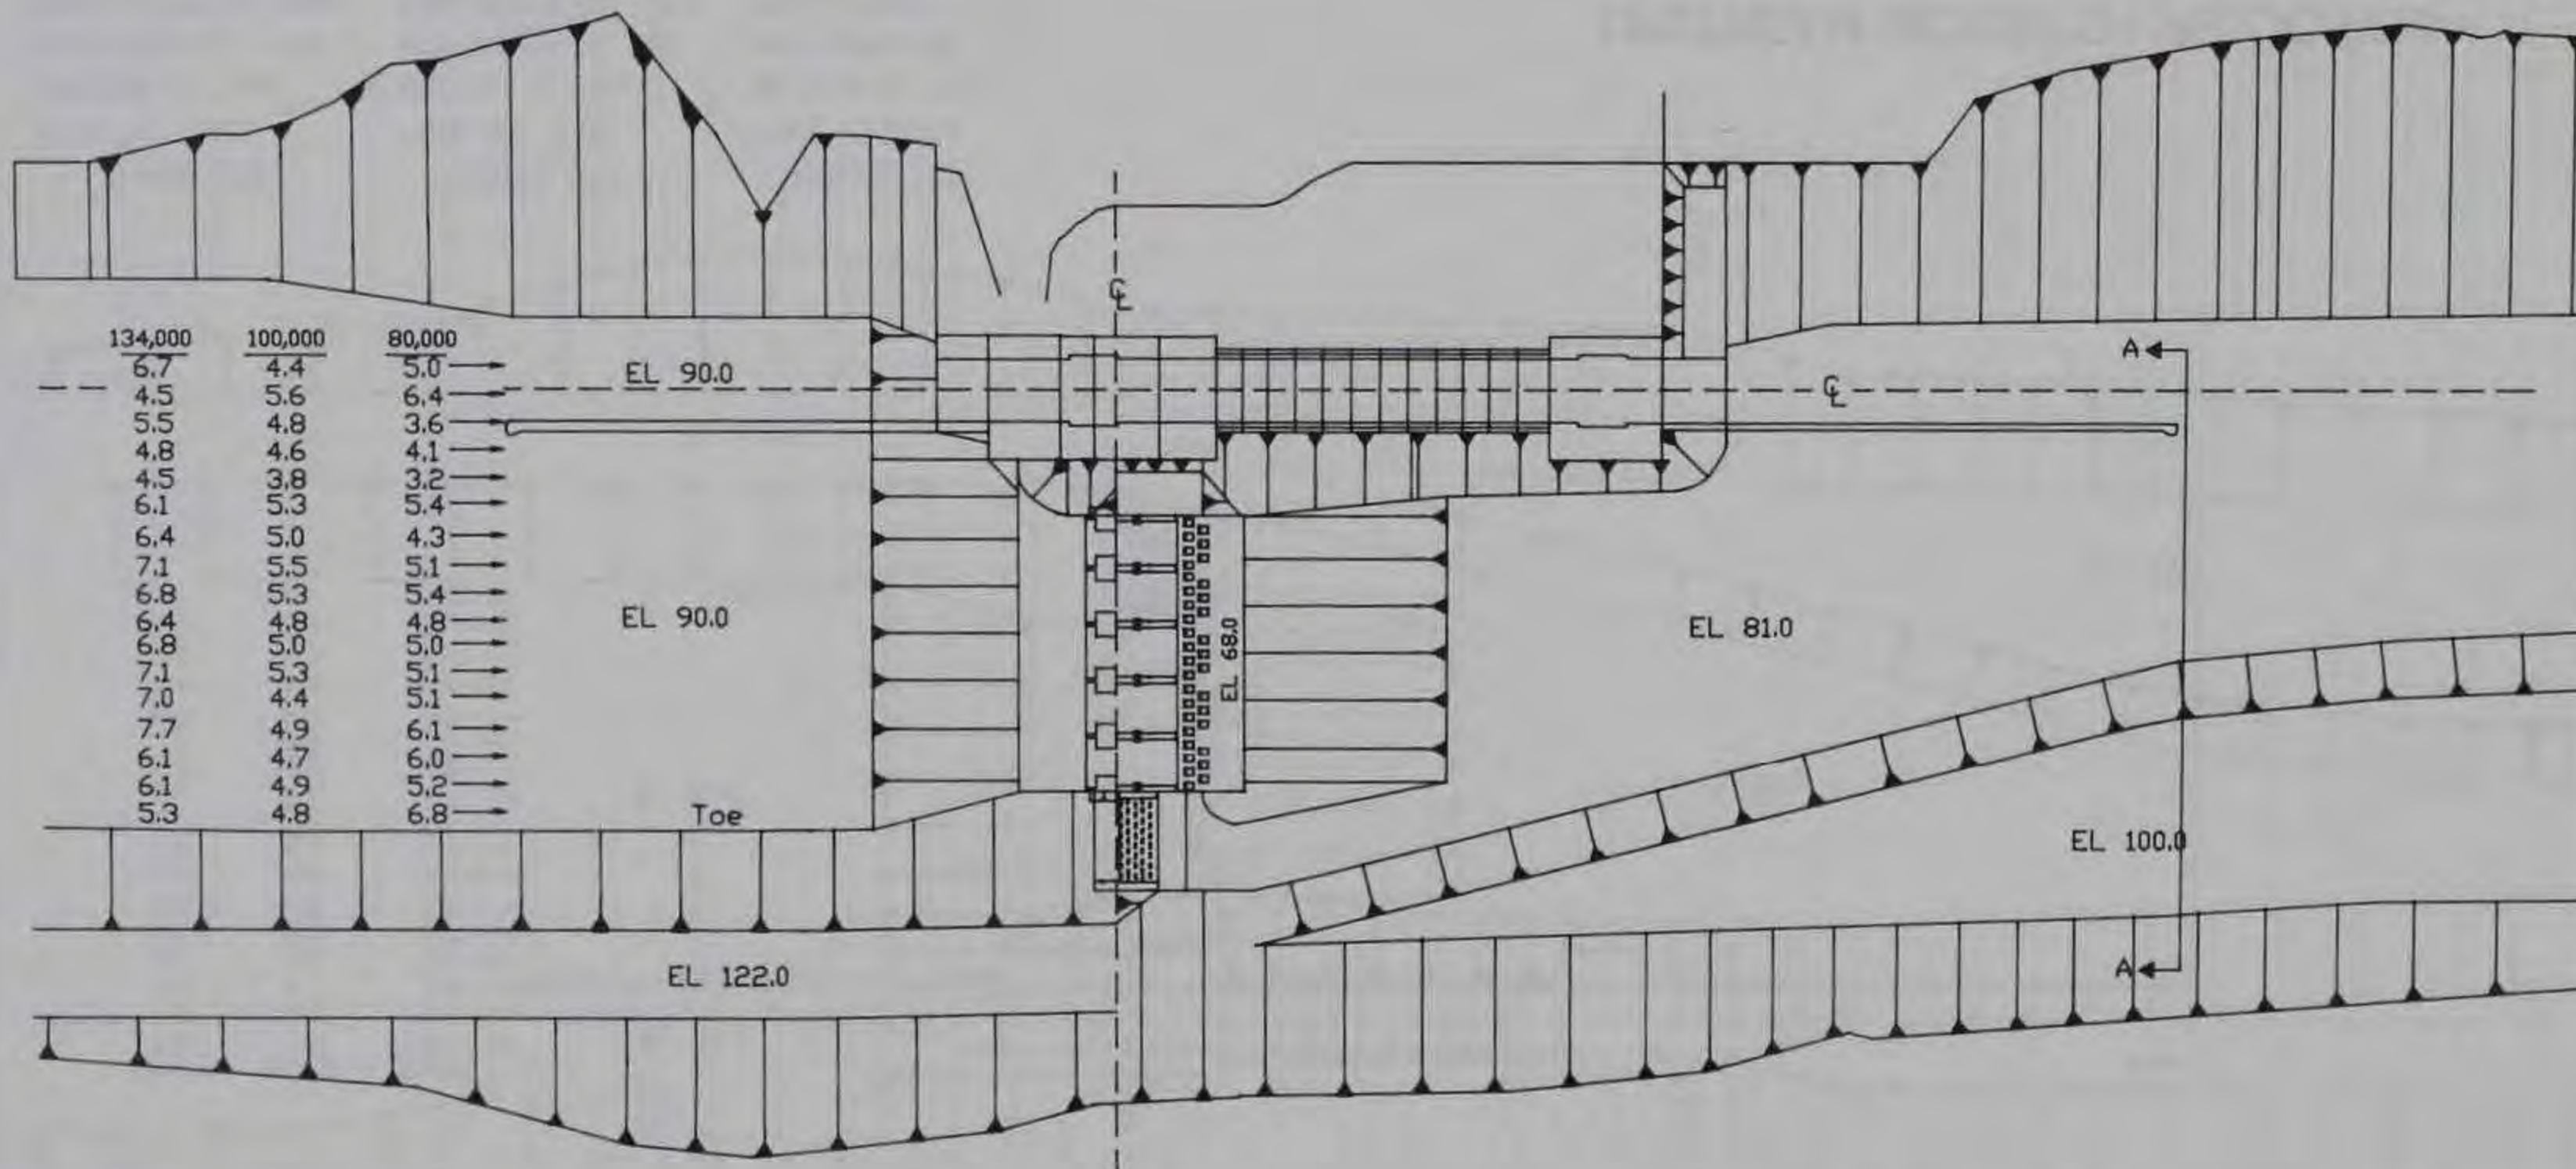 134,000 100,000 80,000
6.7 4.4 5.0
4.5 5.6 6.4
5.5 4.8 3.6
4.8 4.6 4.1
4.5 3.8 3.2
6.1 5.3 5.4
6.4 5.0 4.3
7.1 5.5 5.1
6.8 5.3 5.4
6.4 4.8 4.8
6.8 5.0 5.0
7.1 5.3 5.1
7.0 4.4 5.1
7.7 4.9 6.1
6.1 4.7 6.0
6.1 4.9 5.2
5.3 4.8 6.8
EL 90.0
EL 90.0
Toe
EL 122.0
℄
EL 68.0
℄
A
EL 81.0
EL 100.0
A